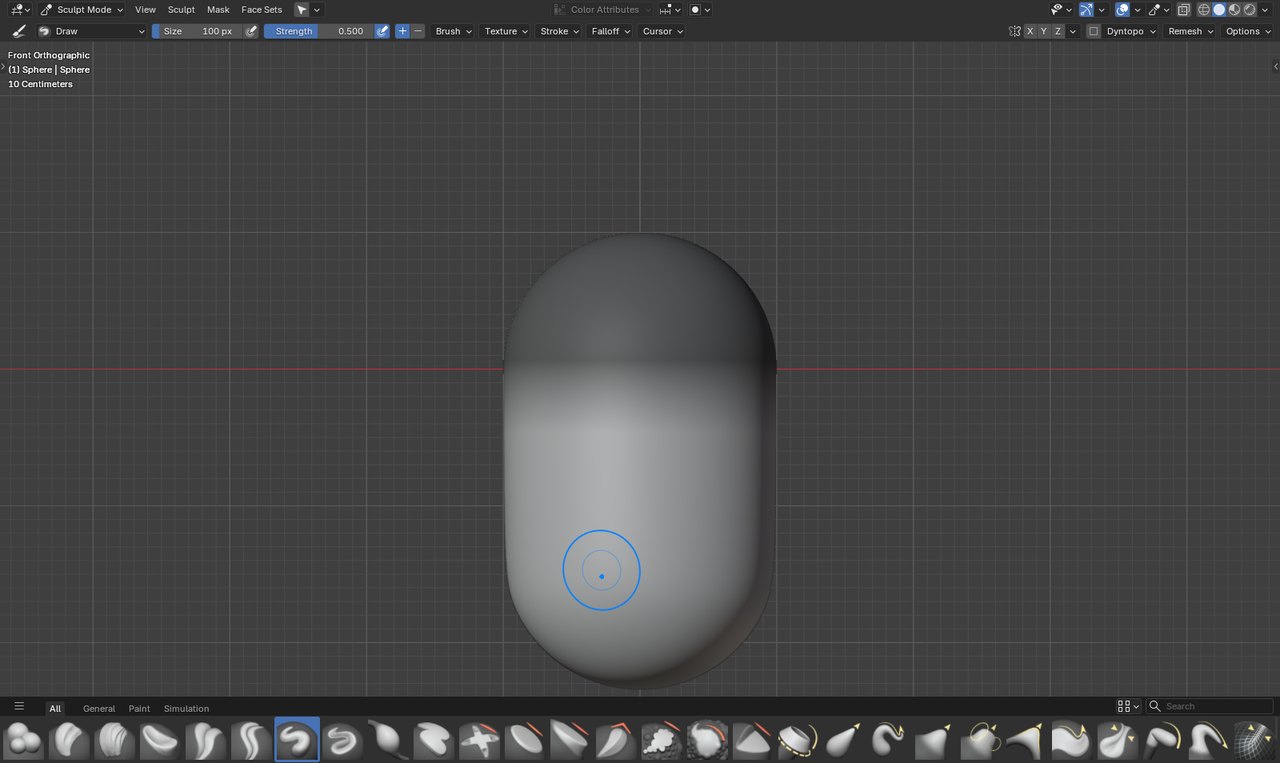 Sculpt Mode View Sculpt Mask Face Sets Color Attributes
Draw Size 100 px Strength 0.500 + − Brush Texture Stroke Falloff Cursor X Y Z Dyntopo Remesh Options
Front Orthographic
(1) Sphere | Sphere
10 Centimeters
All General Paint Simulation Search